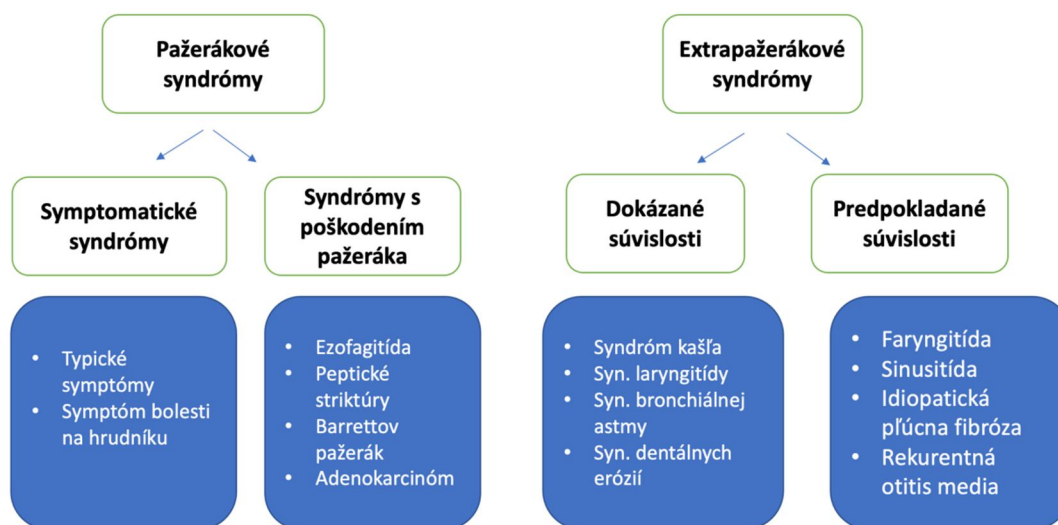 Pažerákové
syndrómy
Extrapažerákové
syndrómy
Symptomatické
syndrómy
Syndrómy s
poškodením
pažeráka
Dokázané
súvislosti
Predpokladané
súvislosti
• Typické
symptómy
• Symptóm bolesti
na hrudníku
• Ezofagitída
• Peptické
striktúry
• Barrettov
pažerák
• Adenokarcinóm
• Syndróm kašľa
• Syn. laryngitídy
• Syn. bronchiálnej
astmy
• Syn. dentálnych
erózií
• Faryngitída
• Sinusitída
• Idiopatická
pľúcna fibróza
• Rekurentná
otitis media